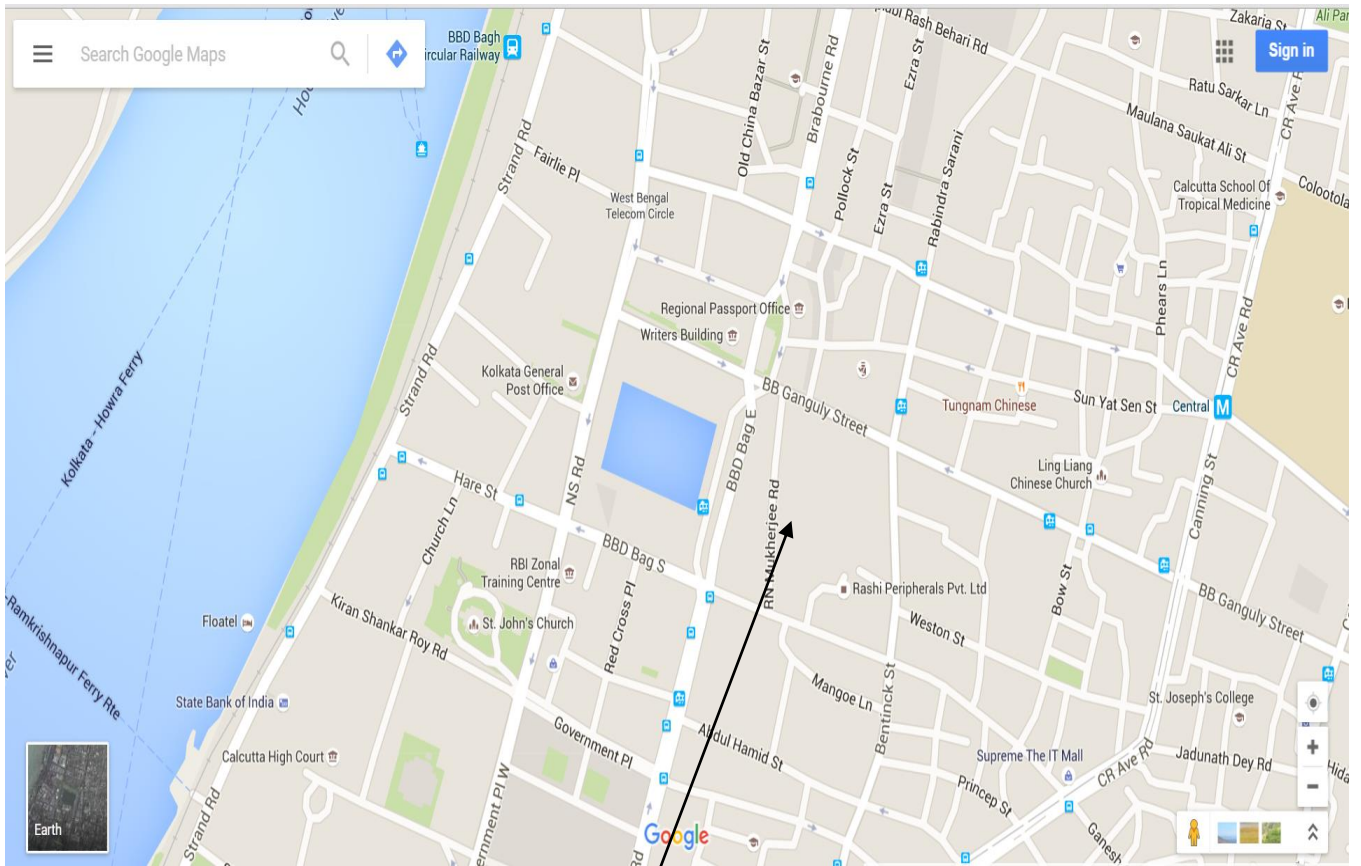 Search Google Maps
BBD Bagh
ircular Railway
Rash Behari Rd
Zakaria St
Ali Par
Sign in
Strand Rd
Fairlie Pl
Old China Bazar St
Brabourne Rd
Ezra St
Ratu Sarkar Ln
CR Ave R
Maulana Saukat Ali St
Pollock St
Ezra St
Rabindra Sarani
West Bengal
Telecom Circle
Calcutta School Of
Tropical Medicine
Colootola
Phears Ln
CR Ave Rd
Regional Passport Office
Writers Building
Kolkata - Howra Ferry
Strand Rd
Kolkata General
Post Office
BB Ganguly Street
Tungnam Chinese
Sun Yat Sen St
Central
M
BBD Bag E
Ling Liang
Chinese Church
Canning St
Hare St
NS Rd
RN Mukherjee Rd
Church Ln
BBD Bag S
RBI Zonal
Training Centre
Rashi Peripherals Pvt. Ltd
Bow St
BB Ganguly Street
Floatel
Kiran Shankar Roy Rd
St. John's Church
Red Cross Pl
Weston St
-Ramkrishnapur Ferry Rte
ver
State Bank of India
Mangoe Ln
Bentinck St
St. Joseph's College
Calcutta High Court
Government Pl
Abdul Hamid St
Supreme The IT Mall
CR Ave Rd
Jadunath Dey Rd
Hida
Earth
Strand Rd
ernment Pl W
Rd
Google
Princep St
Ganesh